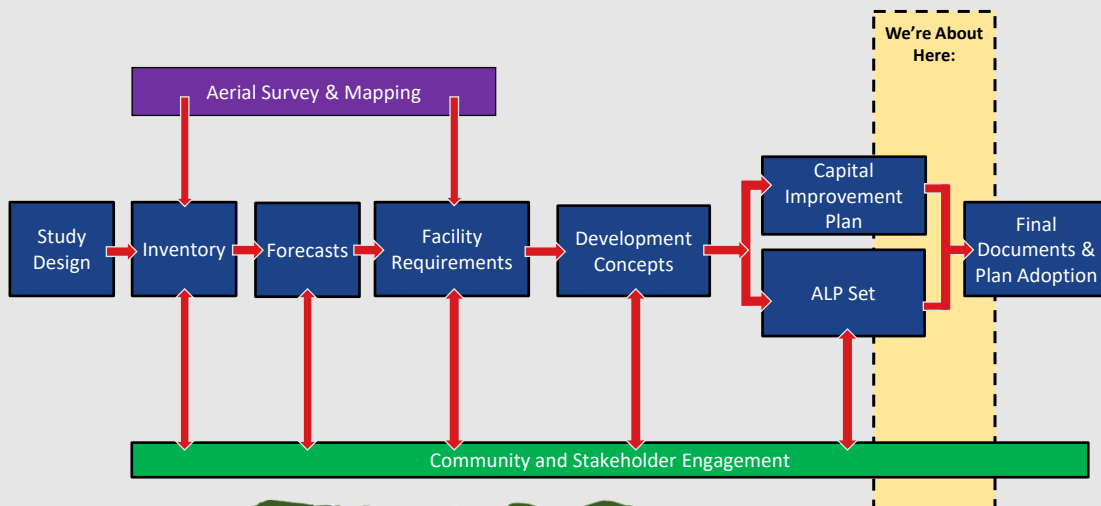 We're About
Here:
Aerial Survey & Mapping
Study
Design
Inventory
Forecasts
Facility
Requirements
Development
Concepts
Capital
Improvement
Plan
ALP Set
Final
Documents &
Plan Adoption
Community and Stakeholder Engagement